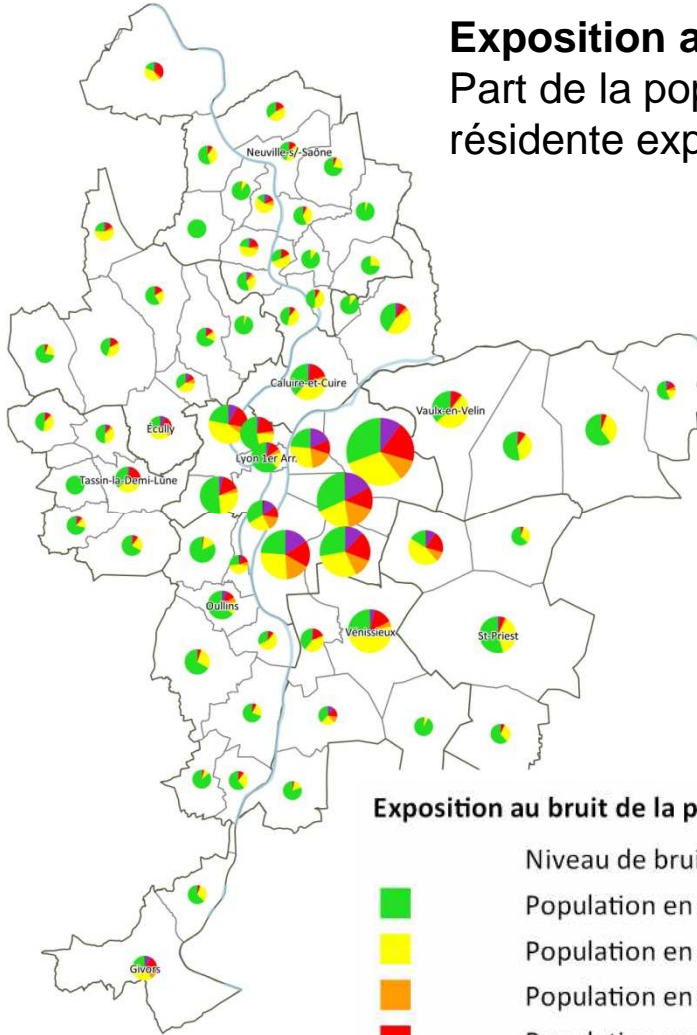 Exposition a
Part de la pop
résidente exp
Neuville-s/-Saône
Caluire-et-Cuire
Vaulx-en-Velin
Écully
Lyon 1er Arr.
Tassin-la-Demi-Lune
Oullins
Vénissieux
St-Priest
Givors
Exposition au bruit de la p
Niveau de brui
Population en
Population en
Population en